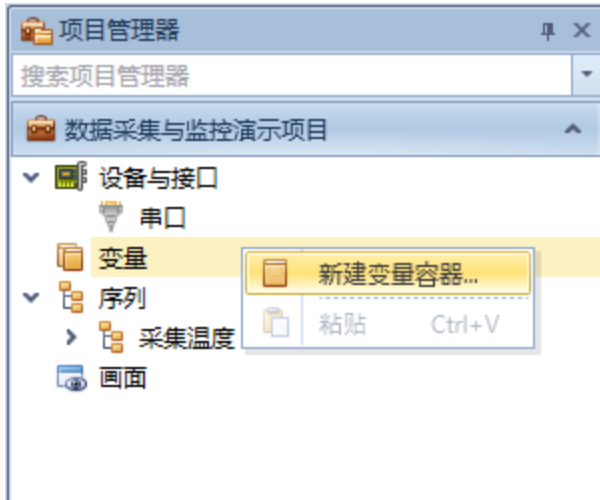 项目管理器
搜索项目管理器
数据采集与监控演示项目
设备与接口
串口
变量
新建变量容器...
序列
粘贴 Ctrl+V
采集温度
画面